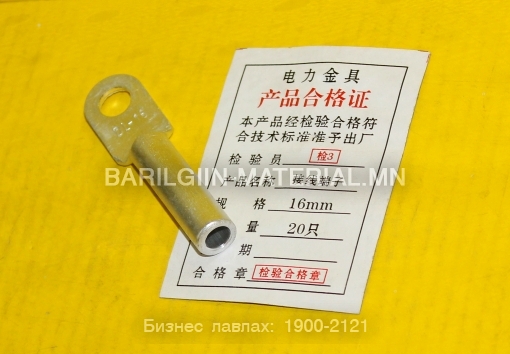 电力金具
产品合格证
本产品经检验合格符
合技术标准准予出厂
检验员 检3
产品名称 接线端子
BARILGIIN-MATERIAL.MN
规 格 16mm
量 20只
期
合格章 检验合格章
Бизнес лавлах: 1900-2121